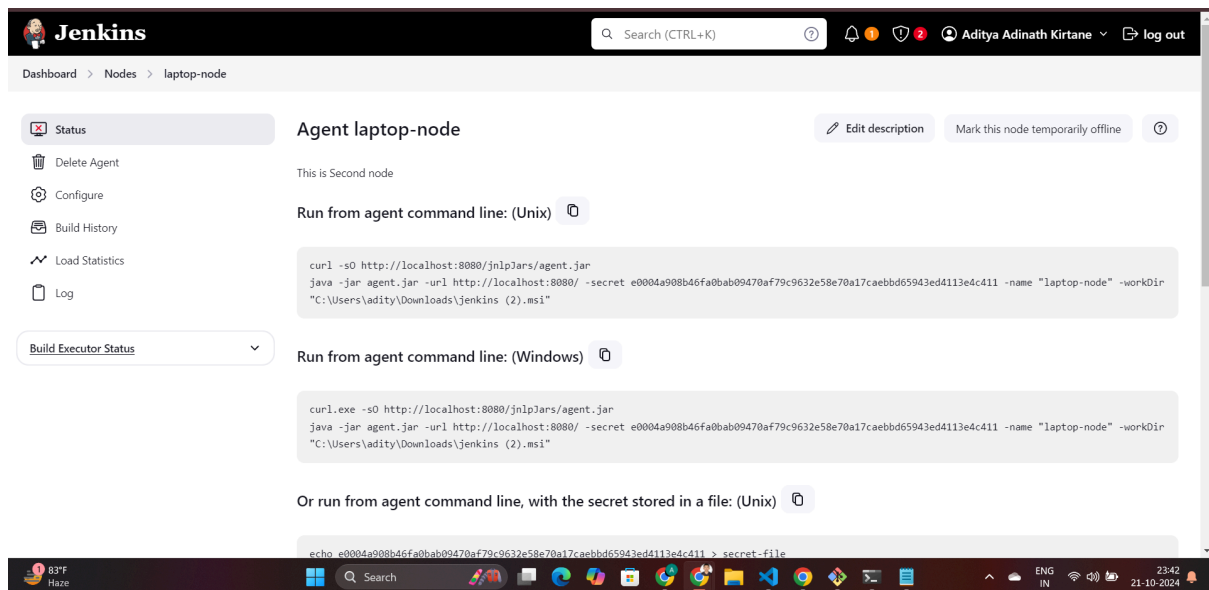 Jenkins
Search (CTRL+K)
1
2
Aditya Adinath Kirtane
log out
Dashboard > Nodes > laptop-node
Status
Delete Agent
Configure
Build History
Load Statistics
Log
Build Executor Status
Agent laptop-node
Edit description
Mark this node temporarily offline
This is Second node
Run from agent command line: (Unix)
curl -sO http://localhost:8080/jnlpJars/agent.jar
java -jar agent.jar -url http://localhost:8080/ -secret e0004a908b46fa0bab09470af79c9632e58e70a17caebbd65943ed4113e4c411 -name "laptop-node" -workDir
"C:\Users\adity\Downloads\jenkins (2).msi"
Run from agent command line: (Windows)
curl.exe -sO http://localhost:8080/jnlpJars/agent.jar
java -jar agent.jar -url http://localhost:8080/ -secret e0004a908b46fa0bab09470af79c9632e58e70a17caebbd65943ed4113e4c411 -name "laptop-node" -workDir
"C:\Users\adity\Downloads\jenkins (2).msi"
Or run from agent command line, with the secret stored in a file: (Unix)
echo e0004a908b46fa0bab09470af79c9632e58e70a17caebbd65943ed4113e4c411 > secret-file
1
83°F
Haze
Search
ENG
IN
23:42
21-10-2024